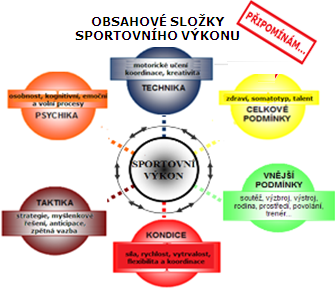 OBSAHOVÉ SLOŽKY
SPORTOVNÍHO VÝKONU
PŘIPOMÍNÁM...
motorické učení
koordinace, kreativita
TECHNIKA
osobnost, kognitivní, emoční
a volní procesy
PSYCHIKA
zdraví, somatotyp, talent
CELKOVÉ
PODMÍNKY
SPORTOVNÍ
VÝKON
VNĚJŠÍ
PODMÍNKY
soutěž, výzbroj, výstroj,
rodina, prostředí, povolání,
trenér...
TAKTIKA
strategie, myšlenková
řešení, anticipace,
zpětná vazba
KONDICE
síla, rychlost, vytrvalost,
flexibilita a koordinace